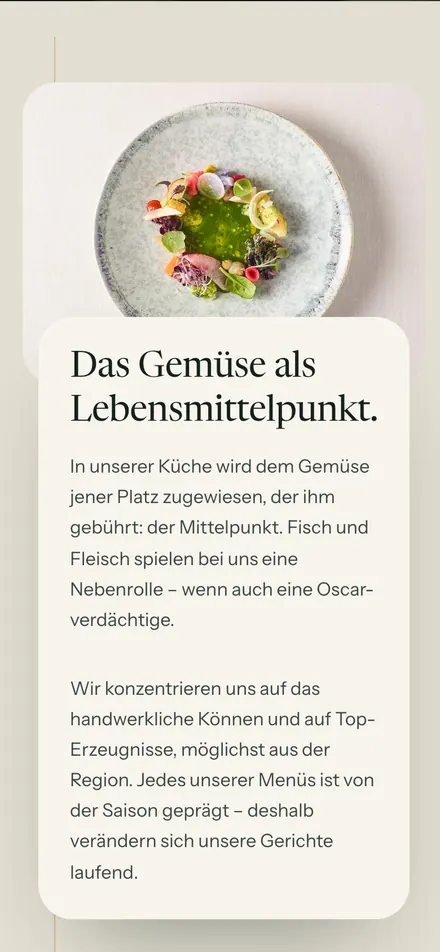 Das Gemüse als
Lebensmittelpunkt.
In unserer Küche wird dem Gemüse
jener Platz zugewiesen, der ihm
gebührt: der Mittelpunkt. Fisch und
Fleisch spielen bei uns eine
Nebenrolle – wenn auch eine Oscar-
verdächtige.
Wir konzentrieren uns auf das
handwerkliche Können und auf Top-
Erzeugnisse, möglichst aus der
Region. Jedes unserer Menüs ist von
der Saison geprägt – deshalb
verändern sich unsere Gerichte
laufend.